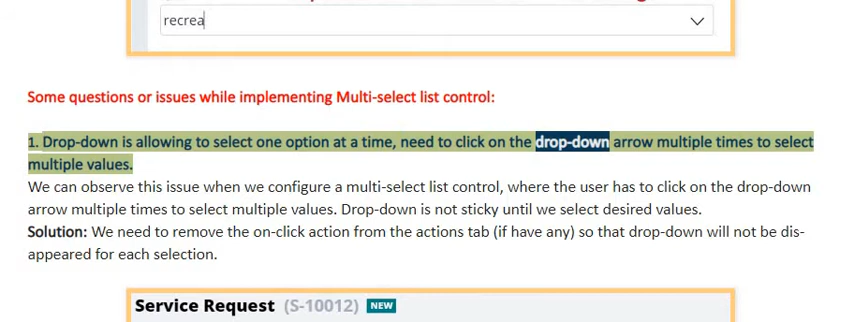 recrea
Some questions or issues while implementing Multi-select list control:
1. Drop-down is allowing to select one option at a time, need to click on the drop-down arrow multiple times to select
multiple values.
We can observe this issue when we configure a multi-select list control, where the user has to click on the drop-down
arrow multiple times to select multiple values. Drop-down is not sticky until we select desired values.
Solution: We need to remove the on-click action from the actions tab (if have any) so that drop-down will not be dis-
appeared for each selection.
Service Request (S-10012) NEW